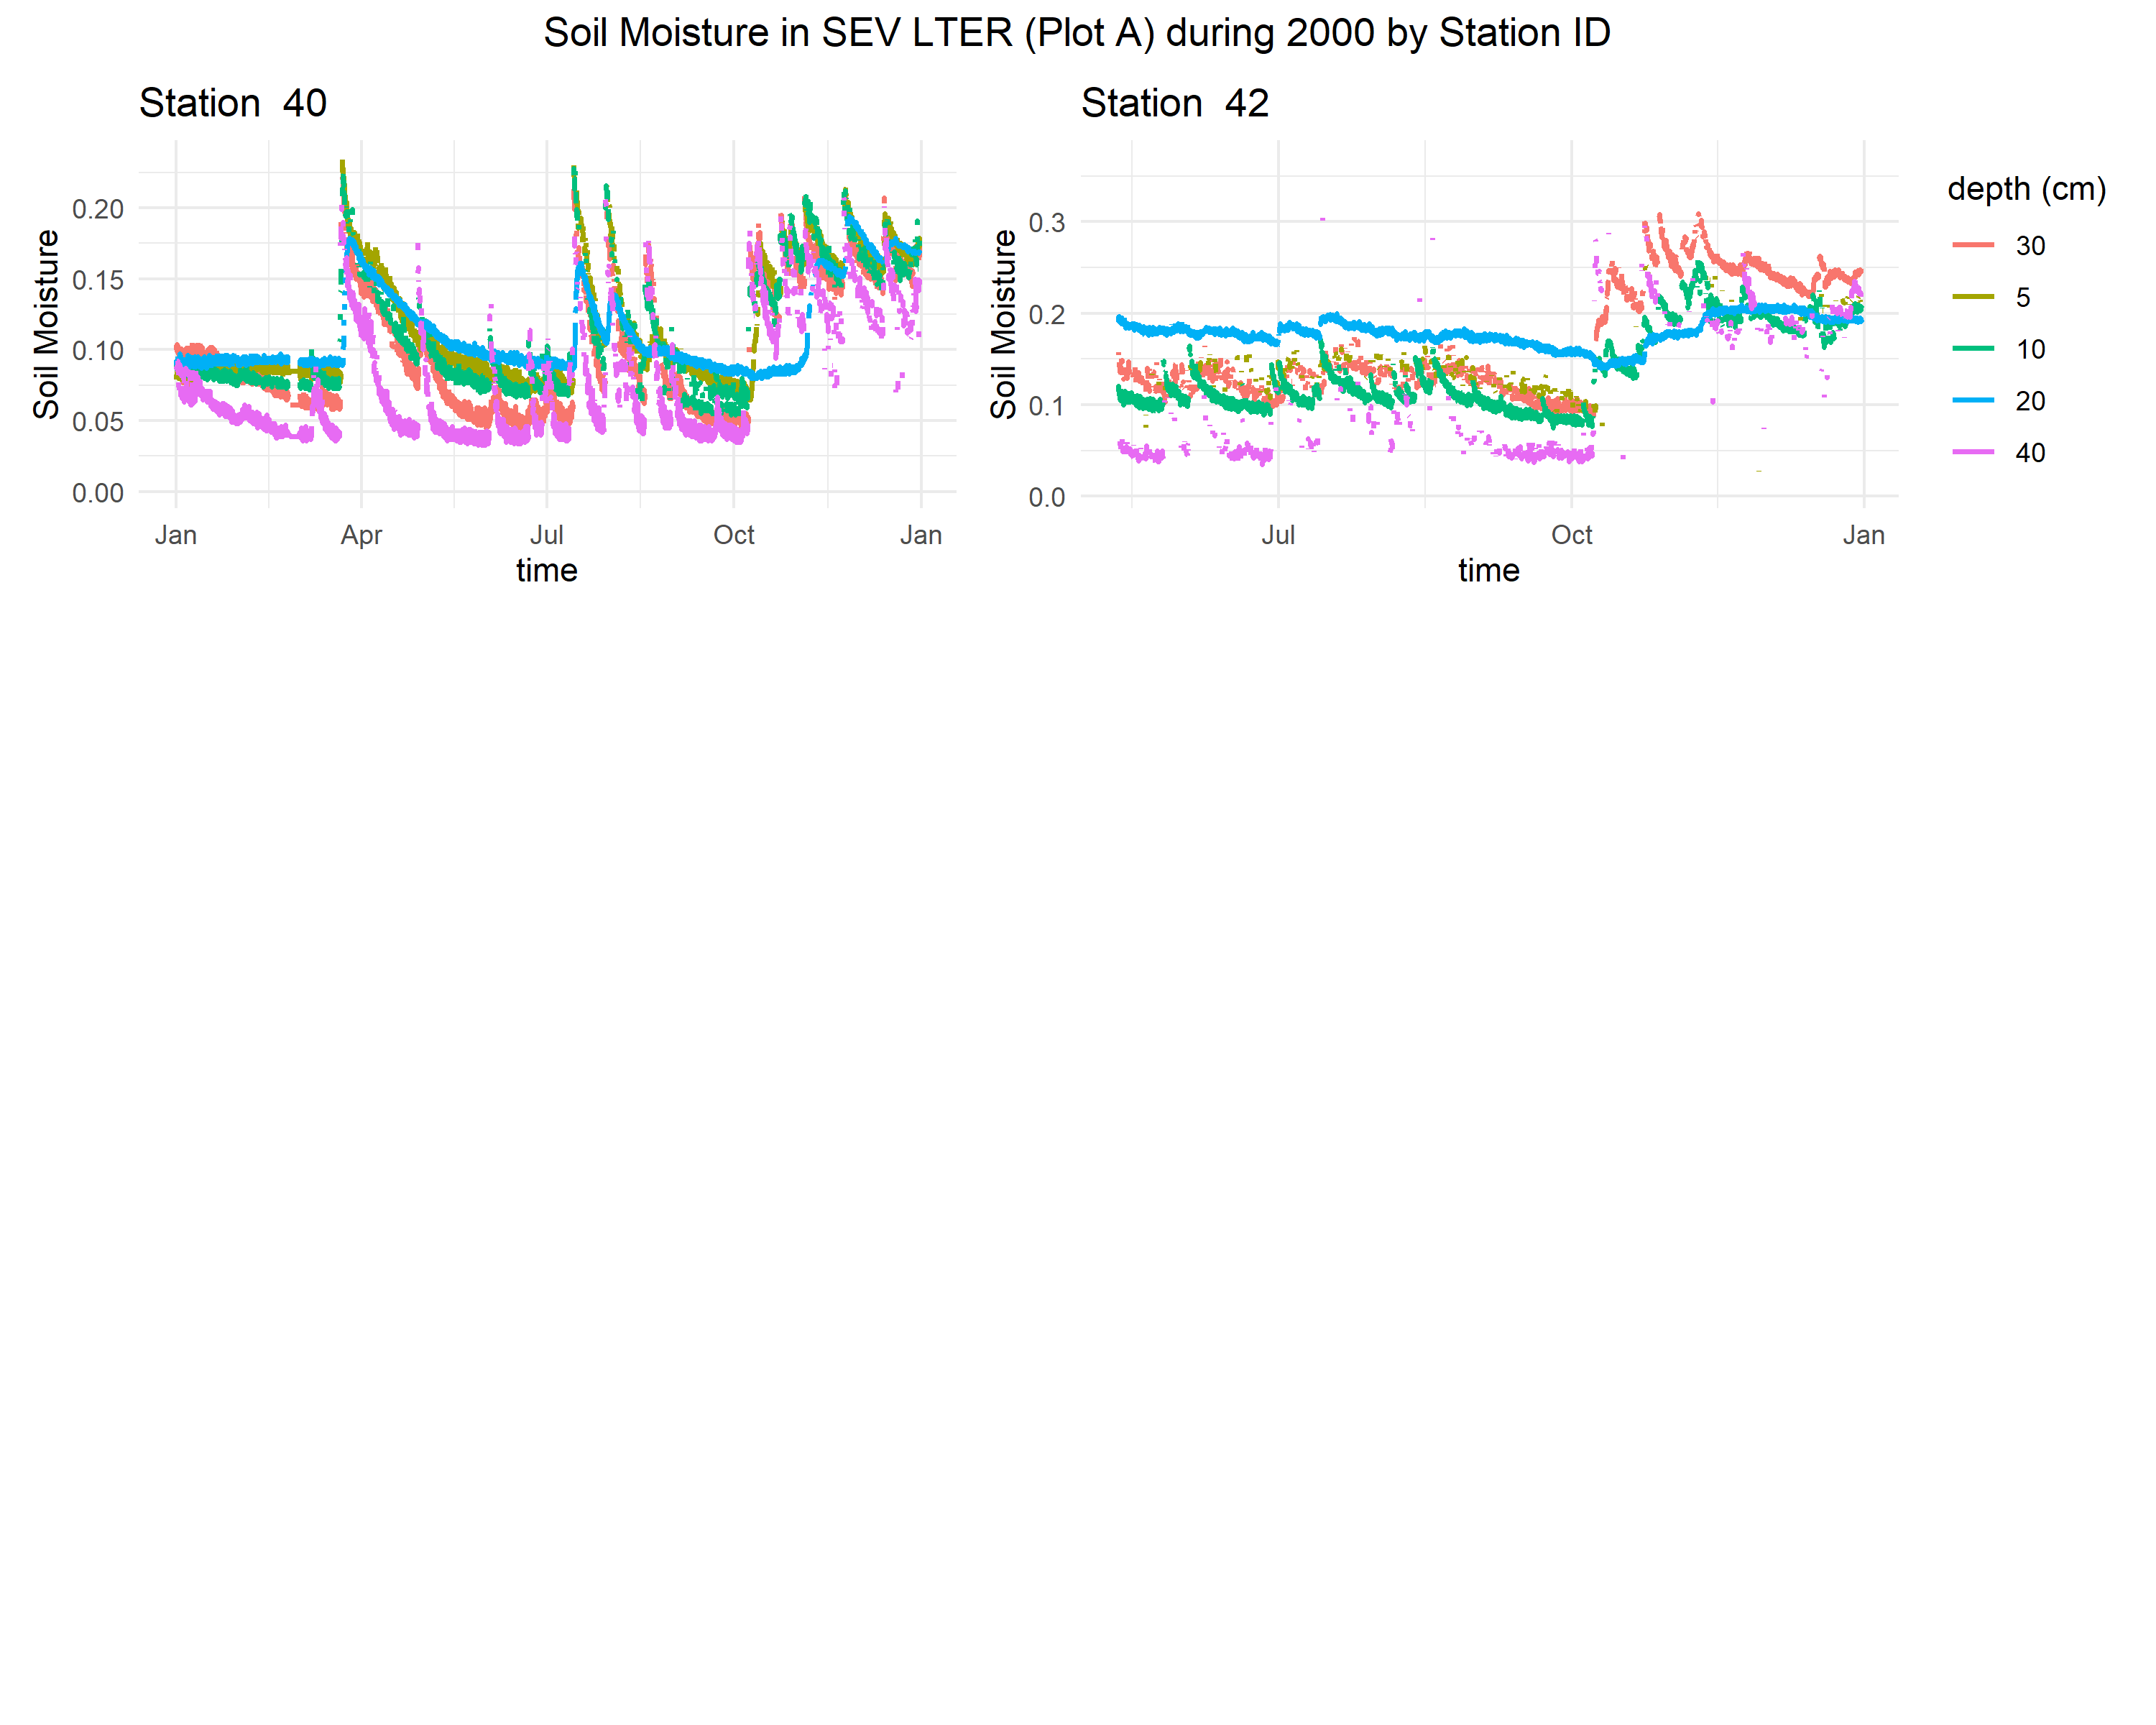 Soil Moisture in SEV LTER (Plot A) during 2000 by Station ID
Station  40
Soil Moisture
0.20
0.15
0.10
0.05
0.00
Jan Apr Jul Oct Jan
time
Station  42
Soil Moisture
0.3
0.2
0.1
0.0
Jul Oct Jan
time
depth (cm)
30
5
10
20
40